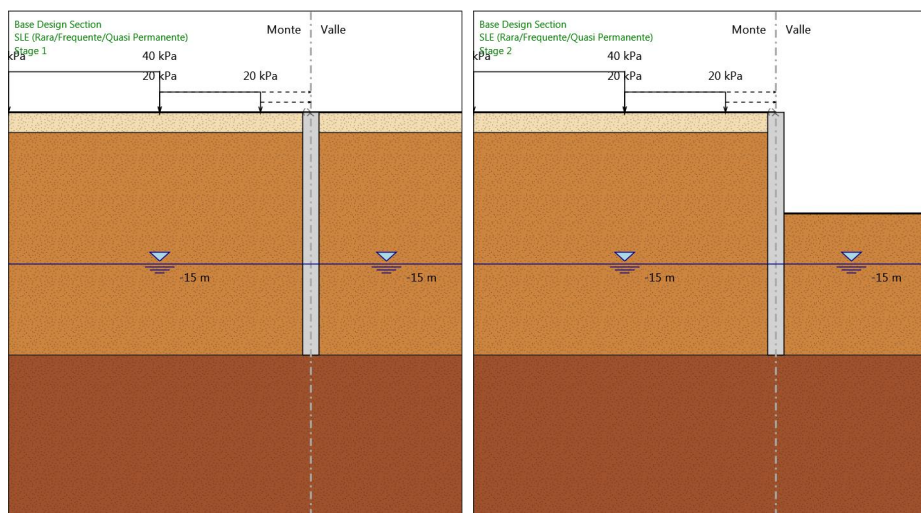 Base Design Section
SLE (Rara/Frequente/Quasi Permanente)
Stage 1
Monte
Valle
kPa
40 kPa
20 kPa
20 kPa
-15 m
-15 m
Base Design Section
SLE (Rara/Frequente/Quasi Permanente)
Stage 2
Monte
Valle
kPa
40 kPa
20 kPa
20 kPa
-15 m
-15 m